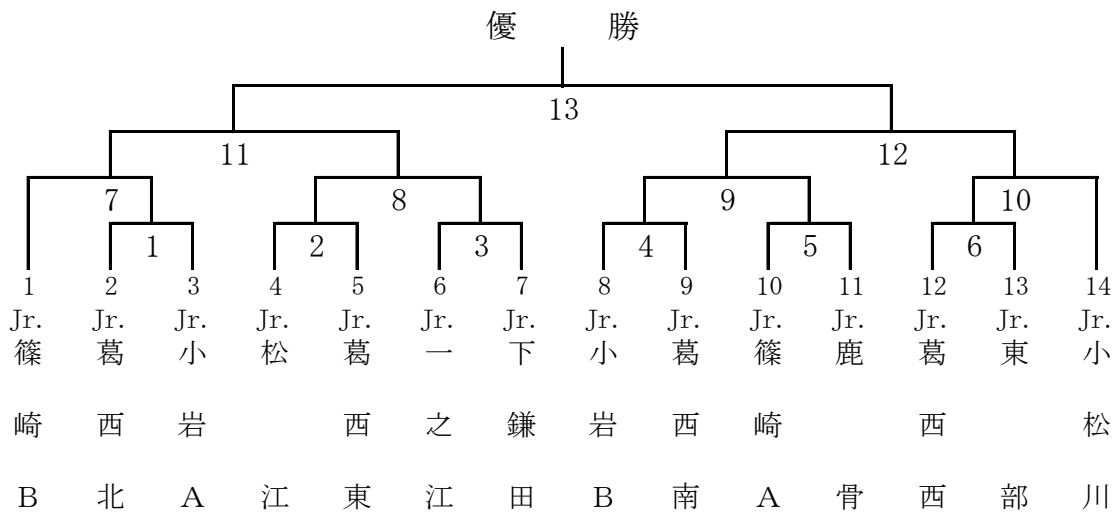 優 勝
13
11 12
7 8 9 10
1 2 3 4 5 6
1 2 3 4 5 6 7 8 9 10 11 12 13 14
Jr. Jr. Jr. Jr. Jr. Jr. Jr. Jr. Jr. Jr. Jr. Jr. Jr. Jr.
篠崎B
葛西北
小岩A
松江
葛西東
一之江
下鎌田
小岩B
葛西南
篠崎A
鹿骨
葛西西
東部
小松川